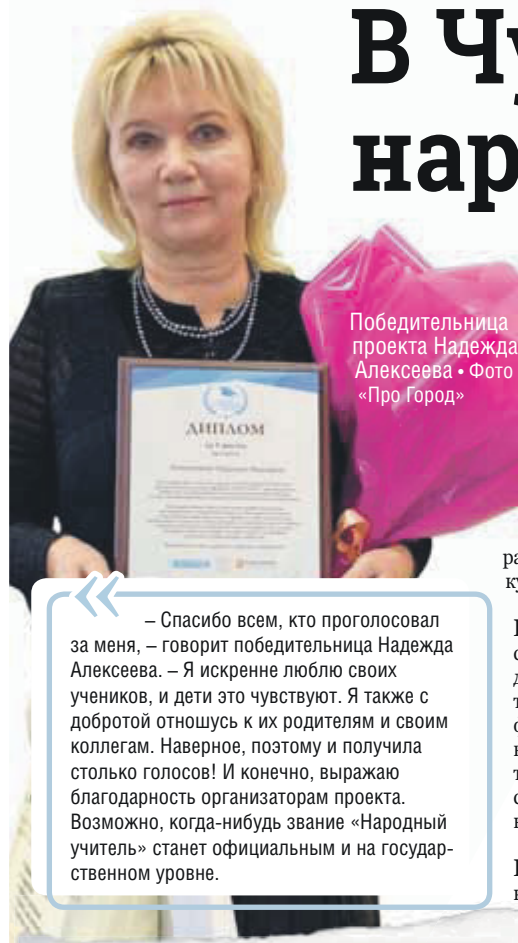 В Чу
нар
Победительница
проекта Надежда
Алексеева • Фото
«Про Город»
ДИПЛОМ
– Спасибо всем, кто проголосовал
за меня, – говорит победительница Надежда
Алексеева. – Я искренне люблю своих
учеников, и дети это чувствуют. Я также с
добротой отношусь к их родителям и своим
коллегам. Наверное, поэтому и получила
столько голосов! И конечно, выражаю
благодарность организаторам проекта.
Возможно, когда-нибудь звание «Народный
учитель» станет официальным и на государ-
ственном уровне.
ра
ку